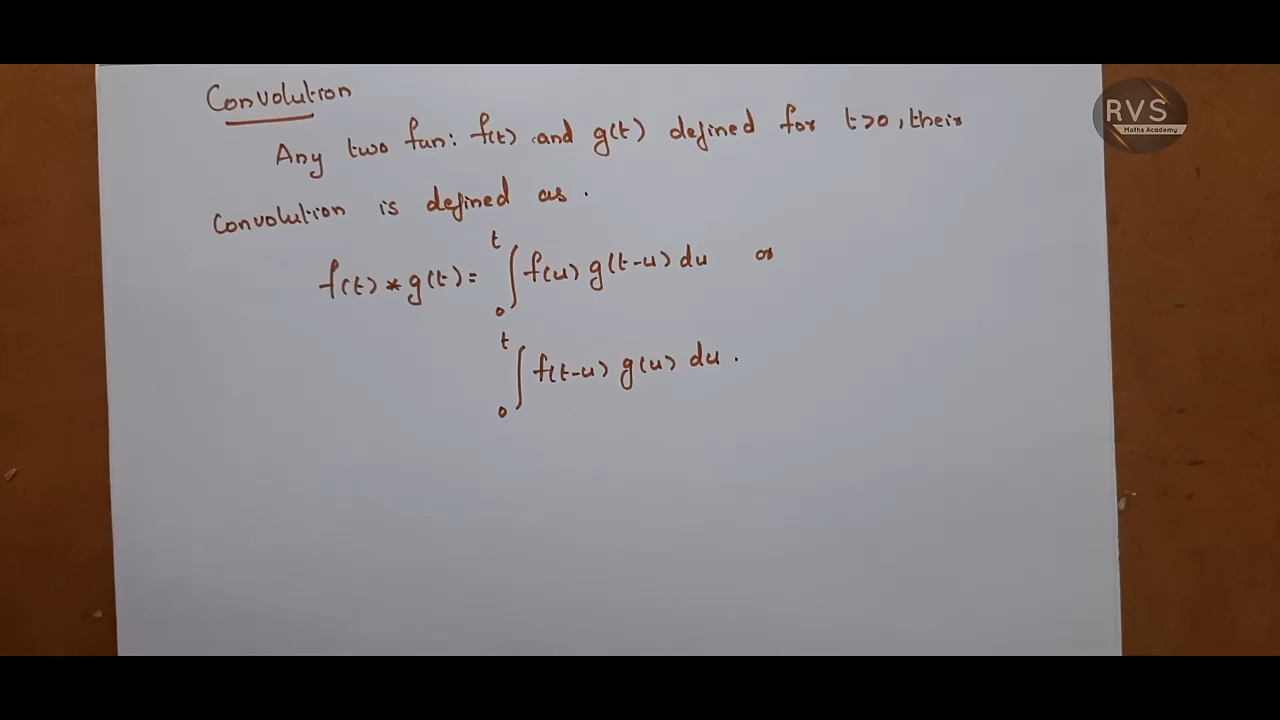 Convolution
Any two fun: f(t) and g(t) defined for t>0, their
Convolution is defined as.
f(t) * g(t) = ∫₀ᵗ f(u) g(t-u) du or
∫₀ᵗ f(t-u) g(u) du.
RVS
Maths Academy